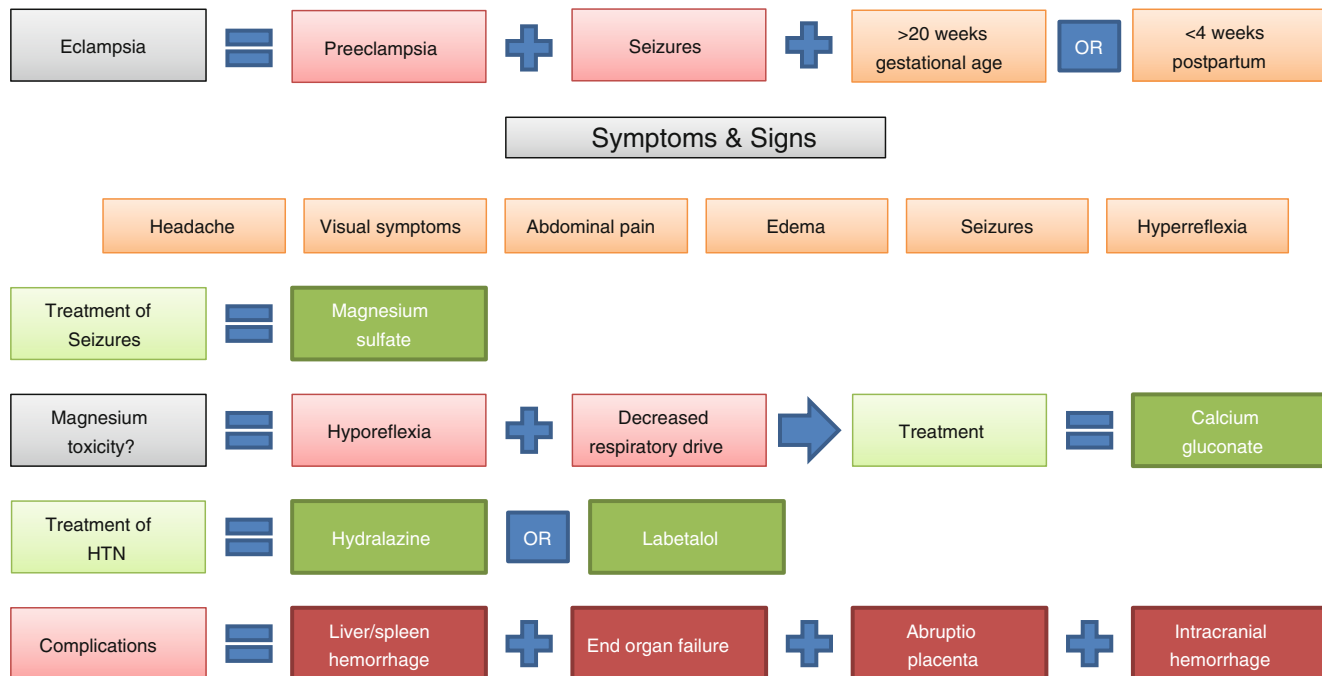 Eclampsia
Preeclampsia
Seizures
>20 weeks
gestational age
OR
<4 weeks
postpartum
Symptoms & Signs
Headache
Visual symptoms
Abdominal pain
Edema
Seizures
Hyperreflexia
Treatment of
Seizures
Magnesium
sulfate
Magnesium
toxicity?
Hyporeflexia
Decreased
respiratory drive
Treatment
Calcium
gluconate
Treatment of
HTN
Hydralazine
OR
Labetalol
Complications
Liver/spleen
hemorrhage
End organ failure
Abruptio
placenta
Intracranial
hemorrhage